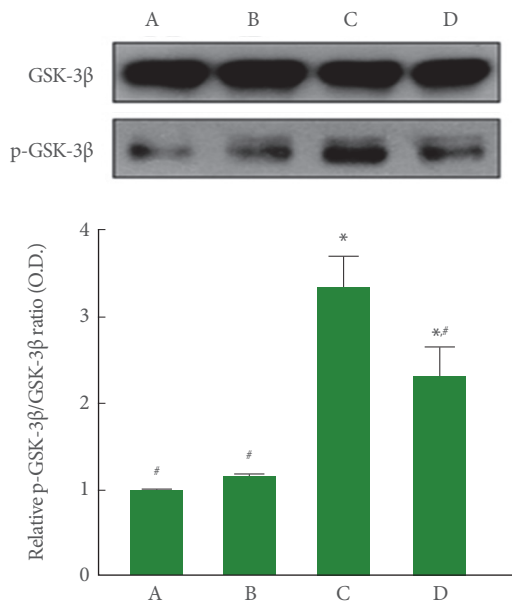 A B C D
GSK-3β
p-GSK-3β
Relative p-GSK-3β/GSK-3β ratio (O.D.)
4
3
2
1
0
#
#
*
*,#
A B C D